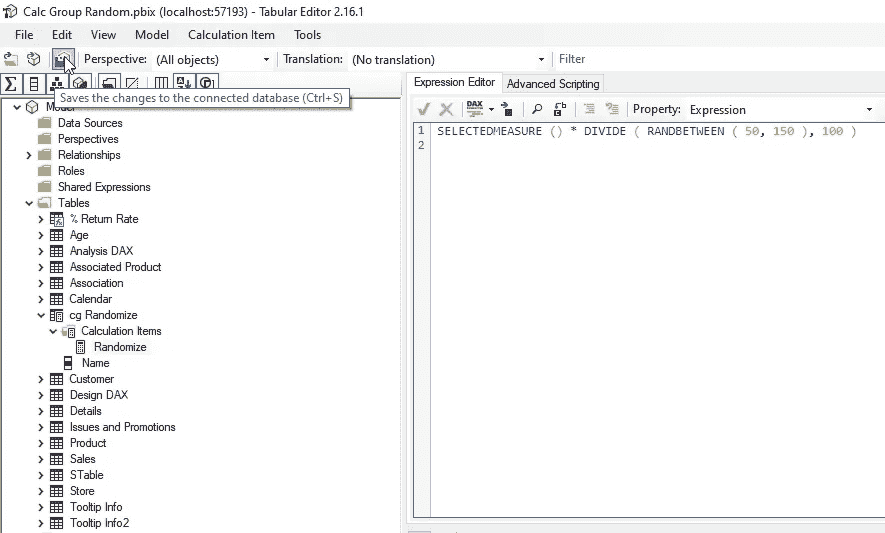 Calc Group Random.pbix (localhost:57193) - Tabular Editor 2.16.1
File Edit View Model Calculation Item Tools
Perspective: (All objects) Translation: (No translation) Filter
Saves the changes to the connected database (Ctrl+S)
Model
Data Sources
Perspectives
Relationships
Roles
Shared Expressions
Tables
% Return Rate
Age
Analysis DAX
Associated Product
Association
Calendar
cg Randomize
Calculation Items
Randomize
Name
Customer
Design DAX
Details
Issues and Promotions
Product
Sales
STable
Store
Tooltip Info
Tooltip Info2
Expression Editor Advanced Scripting
DAX Property: Expression
1 SELECTEDMEASURE () * DIVIDE ( RANDBETWEEN ( 50, 150 ), 100 )
2